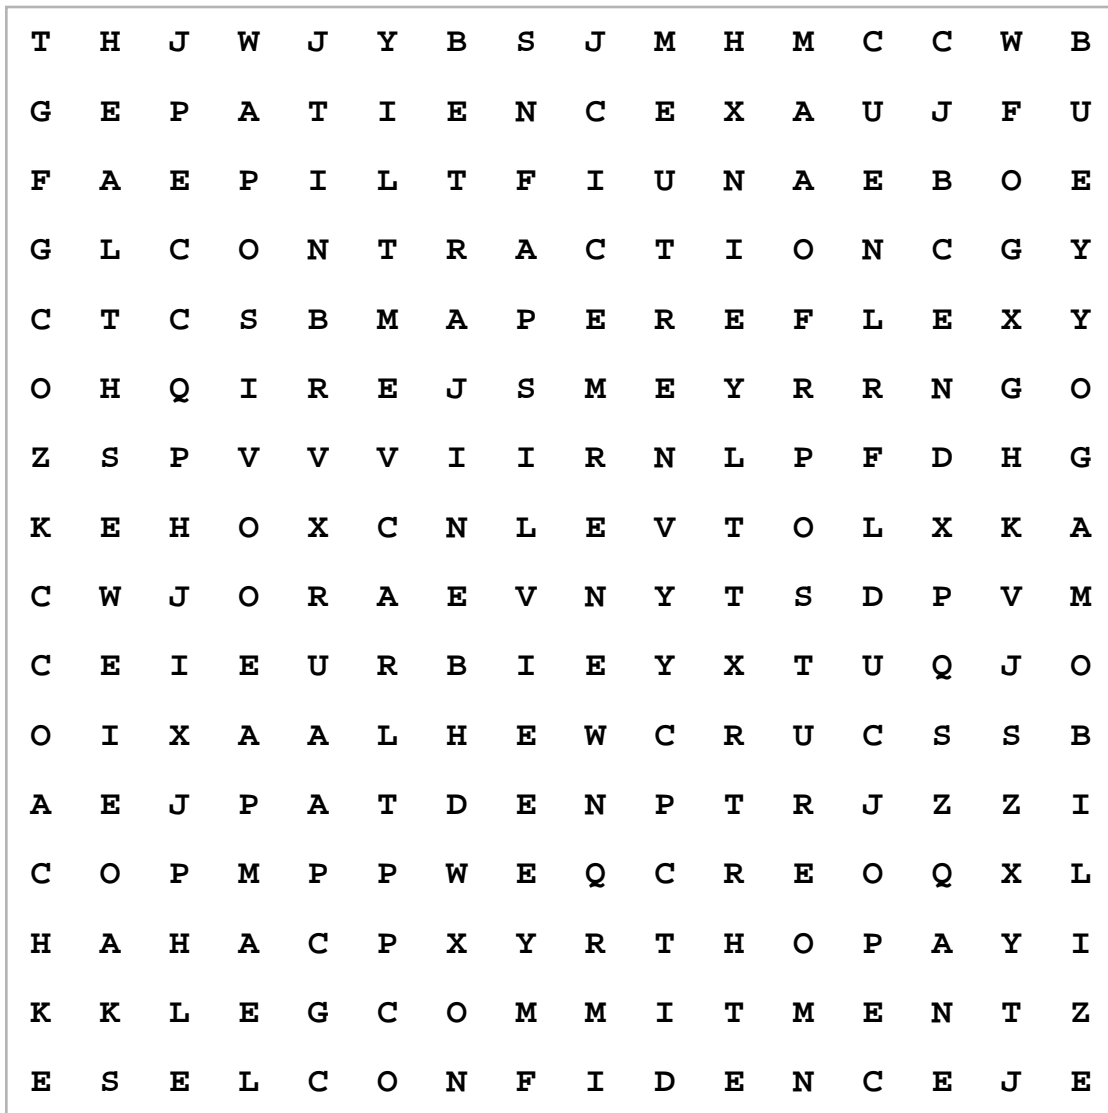 T H J W J Y B S J M H M C C W B
G E P A T I E N C E X A U J F U
F A E P I L T F I U N A E B O E
G L C O N T R A C T I O N C G Y
C T C S B M A P E R E F L E X Y
O H Q I R E J S M E Y R R N G O
Z S P V V V I I R N L P F D H G
K E H O X C N L E V T O L X K A
C W J O R A E V N Y T S D P V M
C E I E U R B I E Y X T U Q J O
O I X A A L H E W C R U C S S B
A E J P A T D E N P T R J Z Z I
C O P M P P W E Q C R E O Q X L
H A H A C P X Y R T H O P A Y I
K K L E G C O M M I T M E N T Z
E S E L C O N F I D E N C E J E